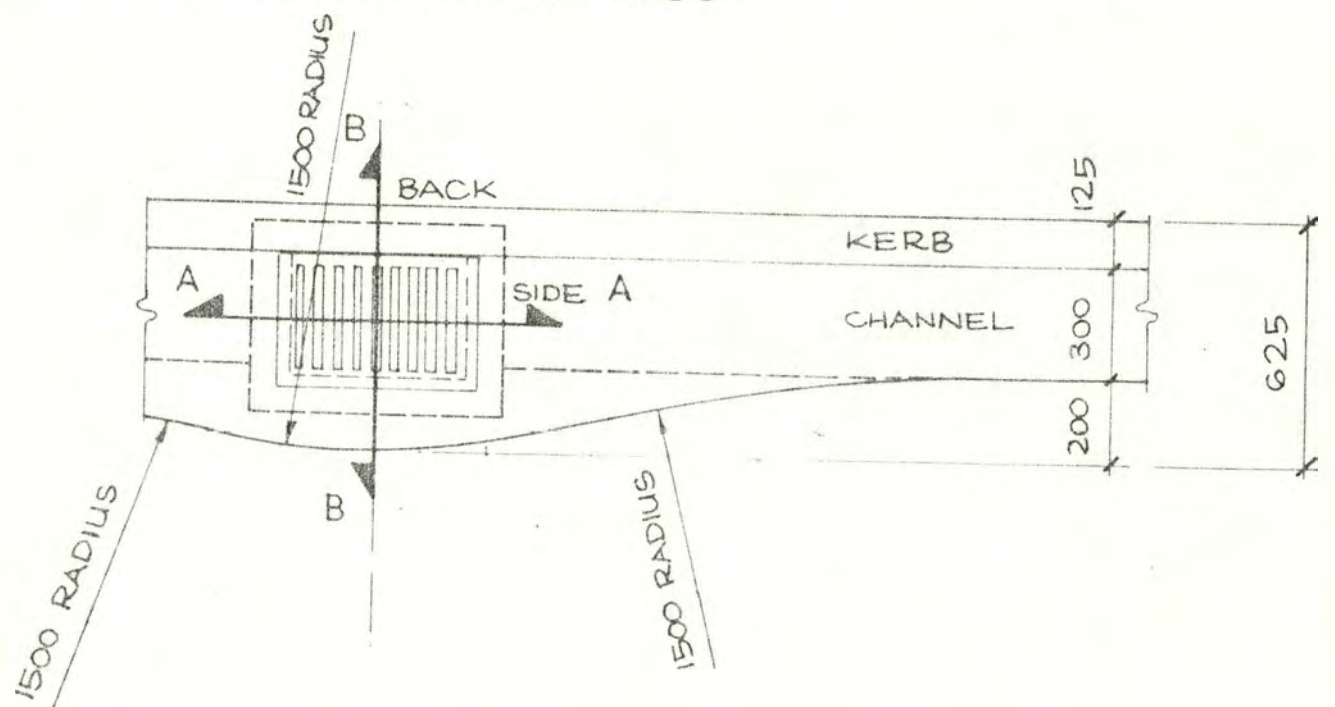 1500 RADIUS
B
BACK
125
KERB
A
SIDE A
CHANNEL
300
625
200
B
1500 RADIUS
1500 RADIUS